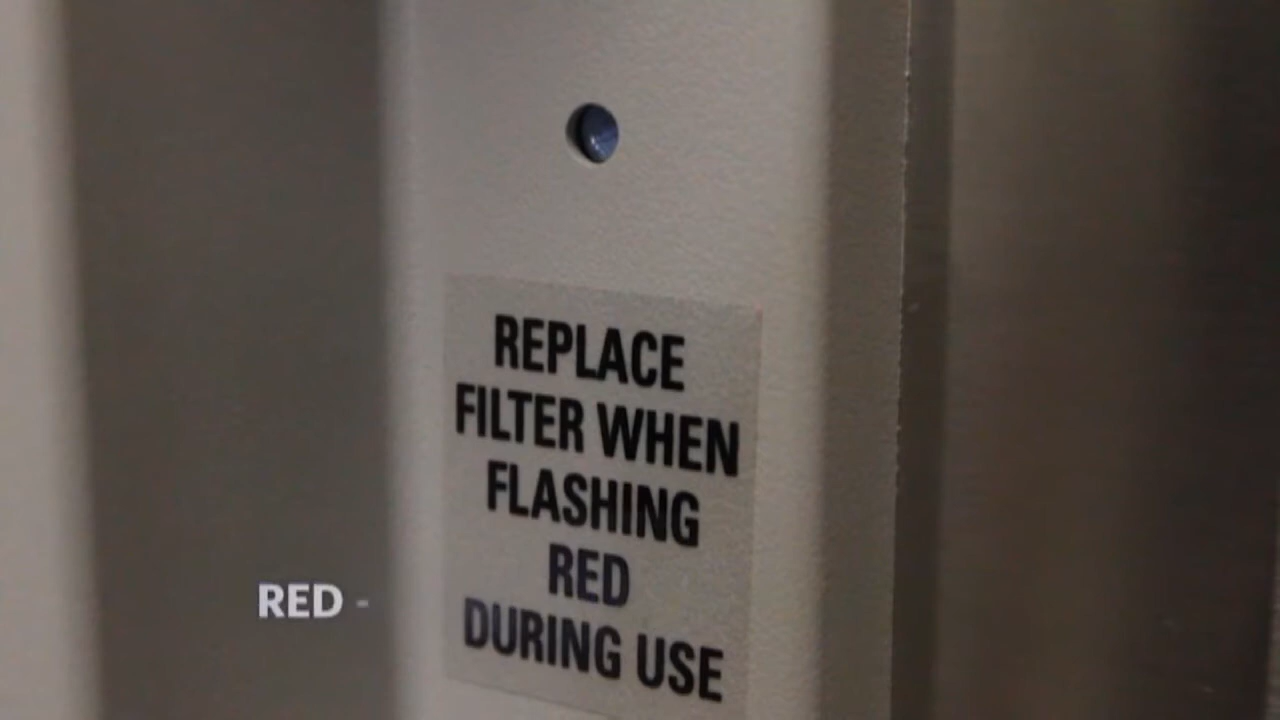 REPLACE
FILTER WHEN
FLASHING
RED
DURING USE
RED -